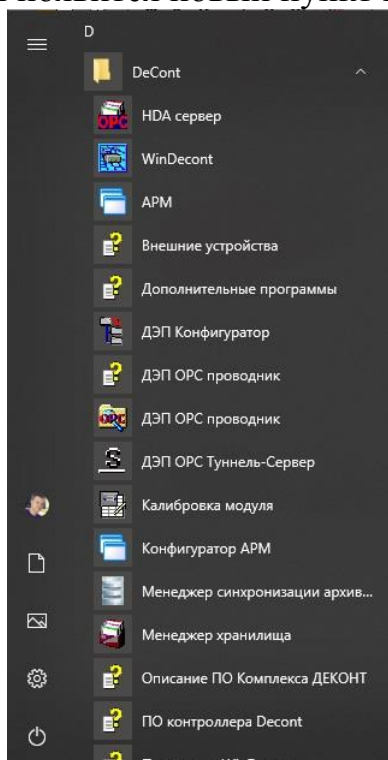 D
DeCont
HDA сервер
WinDecont
АРМ
Внешние устройства
Дополнительные программы
ДЭП Конфигуратор
ДЭП OPC проводник
ДЭП OPC проводник
ДЭП OPC Туннель-Сервер
Калибровка модуля
Конфигуратор АРМ
Менеджер синхронизации архив...
Менеджер хранилища
Описание ПО Комплекса ДЕКОНТ
ПО контроллера Decont